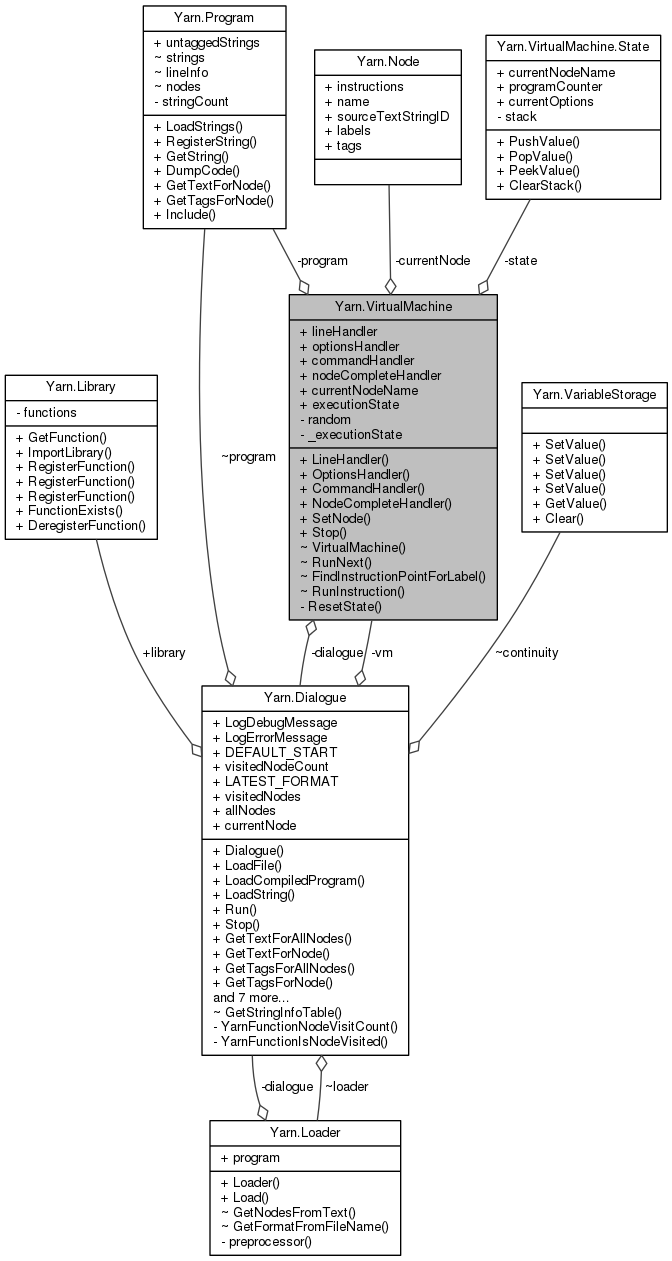 Yarn.Program
+ untaggedStrings
~ strings
~ lineInfo
~ nodes
- stringCount
+ LoadStrings()
+ RegisterString()
+ GetString()
+ DumpCode()
+ GetTextForNode()
+ GetTagsForNode()
+ Include()
Yarn.Node
+ instructions
+ name
+ sourceTextStringID
+ labels
+ tags
Yarn.VirtualMachine.State
+ currentNodeName
+ programCounter
+ currentOptions
- stack
+ PushValue()
+ PopValue()
+ PeekValue()
+ ClearStack()
-program
-currentNode
-state
Yarn.VirtualMachine
+ lineHandler
+ optionsHandler
+ commandHandler
+ nodeCompleteHandler
+ currentNodeName
+ executionState
- random
- _executionState
+ LineHandler()
+ OptionsHandler()
+ CommandHandler()
+ NodeCompleteHandler()
+ SetNode()
+ Stop()
~ VirtualMachine()
~ RunNext()
~ FindInstructionPointForLabel()
~ RunInstruction()
- ResetState()
Yarn.Library
- functions
+ GetFunction()
+ ImportLibrary()
+ RegisterFunction()
+ RegisterFunction()
+ RegisterFunction()
+ FunctionExists()
+ DeregisterFunction()
~program
Yarn.VariableStorage
+ SetValue()
+ SetValue()
+ SetValue()
+ SetValue()
+ GetValue()
+ Clear()
+library
-dialogue
-vm
~continuity
Yarn.Dialogue
+ LogDebugMessage
+ LogErrorMessage
+ DEFAULT_START
+ visitedNodeCount
+ LATEST_FORMAT
+ visitedNodes
+ allNodes
+ currentNode
+ Dialogue()
+ LoadFile()
+ LoadCompiledProgram()
+ LoadString()
+ Run()
+ Stop()
+ GetTextForAllNodes()
+ GetTextForNode()
+ GetTagsForAllNodes()
+ GetTagsForNode()
and 7 more...
~ GetStringInfoTable()
- YarnFunctionNodeVisitCount()
- YarnFunctionIsNodeVisited()
-dialogue
~loader
Yarn.Loader
+ program
+ Loader()
+ Load()
~ GetNodesFromText()
~ GetFormatFromFileName()
- preprocessor()